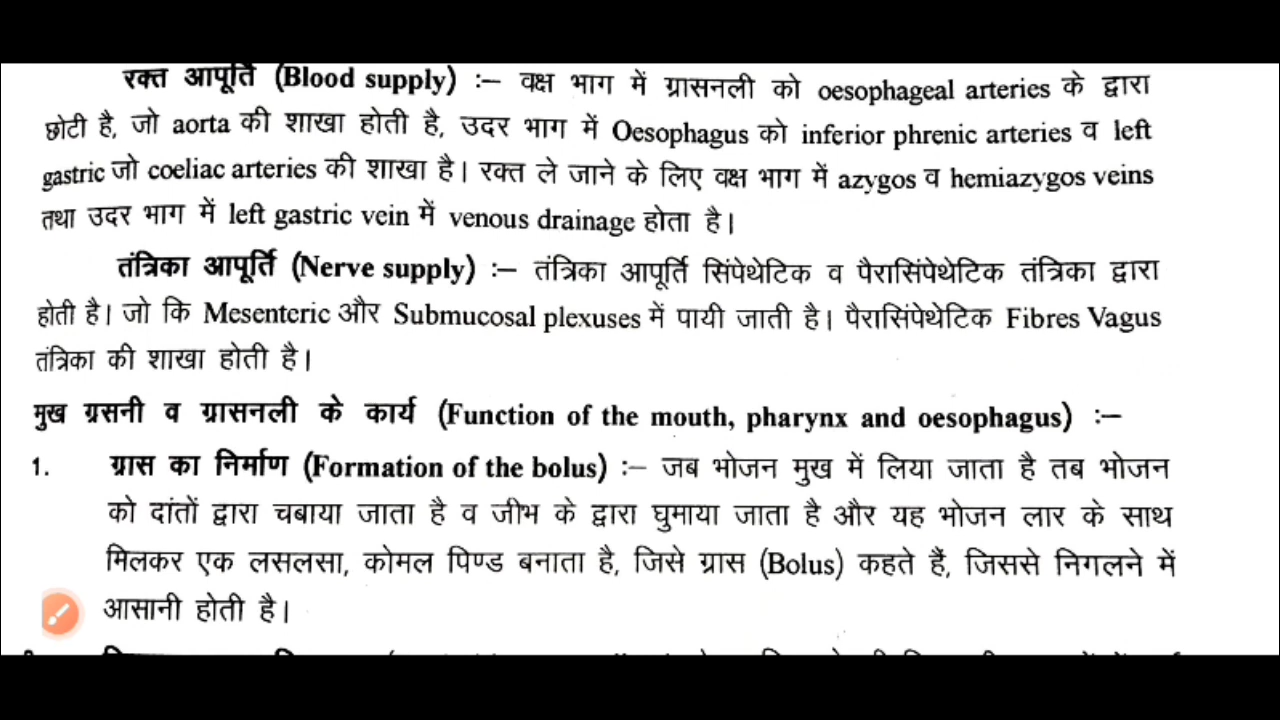 रक्त आपूर्ति (Blood supply) :– वक्ष भाग में ग्रासनली को oesophageal arteries के द्वारा
छोटी है, जो aorta की शाखा होती है, उदर भाग में Oesophagus को inferior phrenic arteries व left
gastric जो coeliac arteries की शाखा है। रक्त ले जाने के लिए वक्ष भाग में azygos व hemiazygos veins
तथा उदर भाग में left gastric vein में venous drainage होता है।
तंत्रिका आपूर्ति (Nerve supply) :– तंत्रिका आपूर्ति सिंपेथेटिक व पैरासिंपेथेटिक तंत्रिका द्वारा
होती है। जो कि Mesenteric और Submucosal plexuses में पायी जाती है। पैरासिंपेथेटिक Fibres Vagus
तंत्रिका की शाखा होती है।
मुख ग्रसनी व ग्रासनली के कार्य (Function of the mouth, pharynx and oesophagus) :–
1. ग्रास का निर्माण (Formation of the bolus) :– जब भोजन मुख में लिया जाता है तब भोजन
को दांतों द्वारा चबाया जाता है व जीभ के द्वारा घुमाया जाता है और यह भोजन लार के साथ
मिलकर एक लसलसा, कोमल पिण्ड बनाता है, जिसे ग्रास (Bolus) कहते हैं, जिससे निगलने में
आसानी होती है।